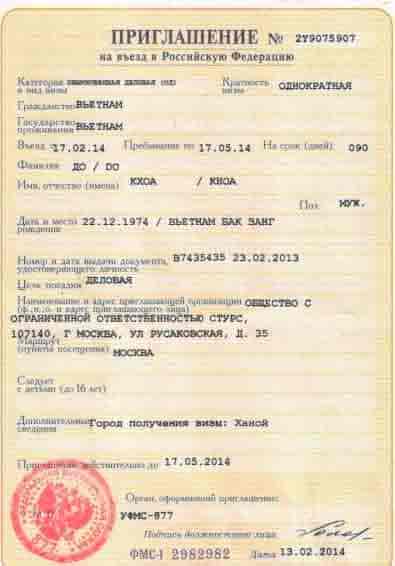 ПРИГЛАШЕНИЕ № 2Y9075907
на въезд в Российскую Федерацию
Категория ОБЫКНОВЕННАЯ ДЕЛОВАЯ Кратность
и вид визы визы ОДНОКРАТНАЯ
Гражданство ВЬЕТНАМ
Государство
проживания ВЬЕТНАМ
Въезд 17.02.14 Пребывание по 17.05.14 На срок (дней) 090
Фамилия ДО / DO
Имя, отчество (имена) КХОА / KHOA
Пол МУЖ.
Дата и место 22.12.1974 / ВЬЕТНАМ БАК ЗАНГ
рождения
Номер и дата выдачи документа, B7435435 23.02.2013
удостоверяющего личность
Цель поездки ДЕЛОВАЯ
Наименование и адрес приглашающей организации ОБЩЕСТВО С
(ф.,и.,о. и адрес приглашающего лица)
ОГРАНИЧЕННОЙ ОТВЕТСТВЕННОСТЬЮ СТУРС,
107140, Г МОСКВА, УЛ РУСАКОВСКАЯ, Д. 35
Маршрут
(пункты посещения) МОСКВА
Следует
с детьми (до 16 лет)
Дополнительные Город получения визы: Ханой
сведения
Приглашение действительно до 17.05.2014
Орган, оформивший приглашение:
УФМС-877
Подпись должностного лица
ФМС-1 2982982 Дата 13.02.2014